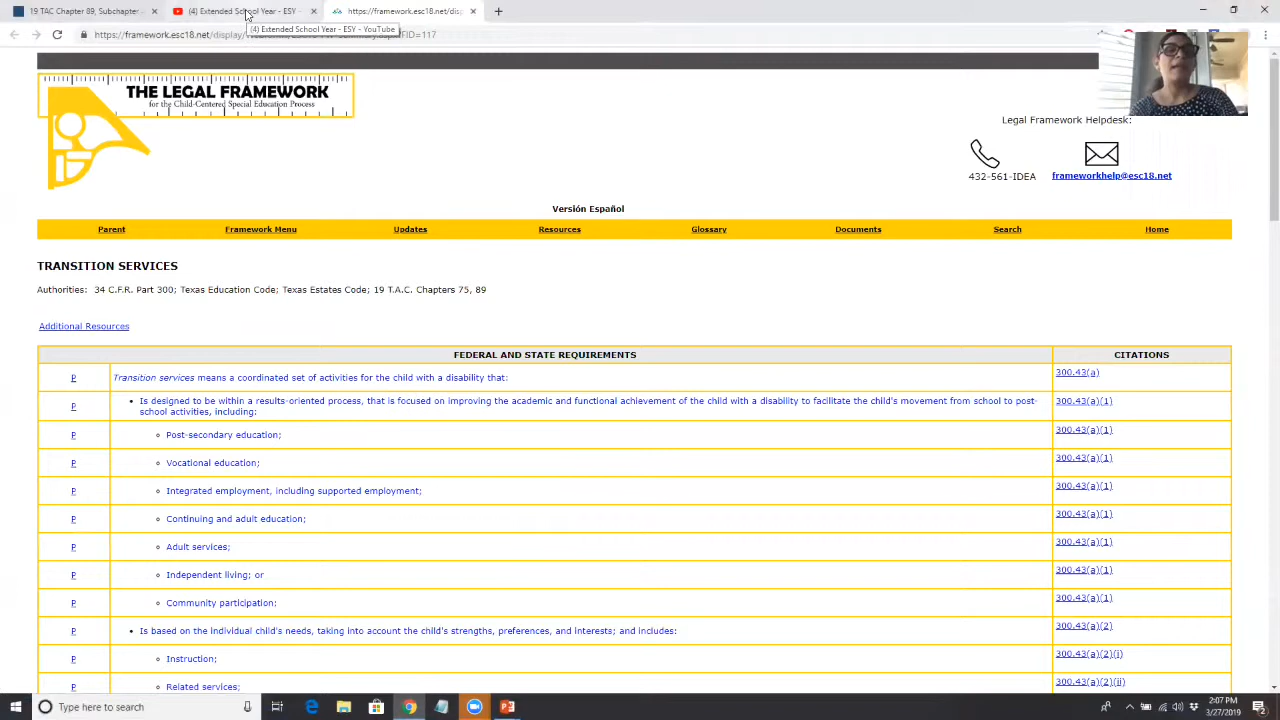 19 TAC Chapter 89, Subchapter
(4) Extended School Year - ESY -
https://framework.esc18.net/dis
(4) Extended School Year - ESY - YouTube
FID=117
THE LEGAL FRAMEWORK
for the Child-Centered Special Education Process
Legal Framework Helpdesk:
432-561-IDEA
frameworkhelp@esc18.net
Versión Español
Parent Framework Menu Updates Resources Glossary Documents Search Home
TRANSITION SERVICES
Authorities: 34 C.F.R. Part 300; Texas Education Code; Texas Estates Code; 19 T.A.C. Chapters 75, 89
Additional Resources
FEDERAL AND STATE REQUIREMENTS CITATIONS
P Transition services means a coordinated set of activities for the child with a disability that: 300.43(a)
P • Is designed to be within a results-oriented process, that is focused on improving the academic and functional achievement of the child with a disability to facilitate the child's movement from school to post- 300.43(a)(1)
school activities, including:
P Post-secondary education; 300.43(a)(1)
P Vocational education; 300.43(a)(1)
P Integrated employment, including supported employment; 300.43(a)(1)
P Continuing and adult education; 300.43(a)(1)
P Adult services; 300.43(a)(1)
P Independent living; or 300.43(a)(1)
P Community participation; 300.43(a)(1)
P • Is based on the individual child's needs, taking into account the child's strengths, preferences, and interests; and includes: 300.43(a)(2)
P Instruction; 300.43(a)(2)(i)
P Related services; 300.43(a)(2)(ii)
Type here to search
2:07 PM
3/27/2019